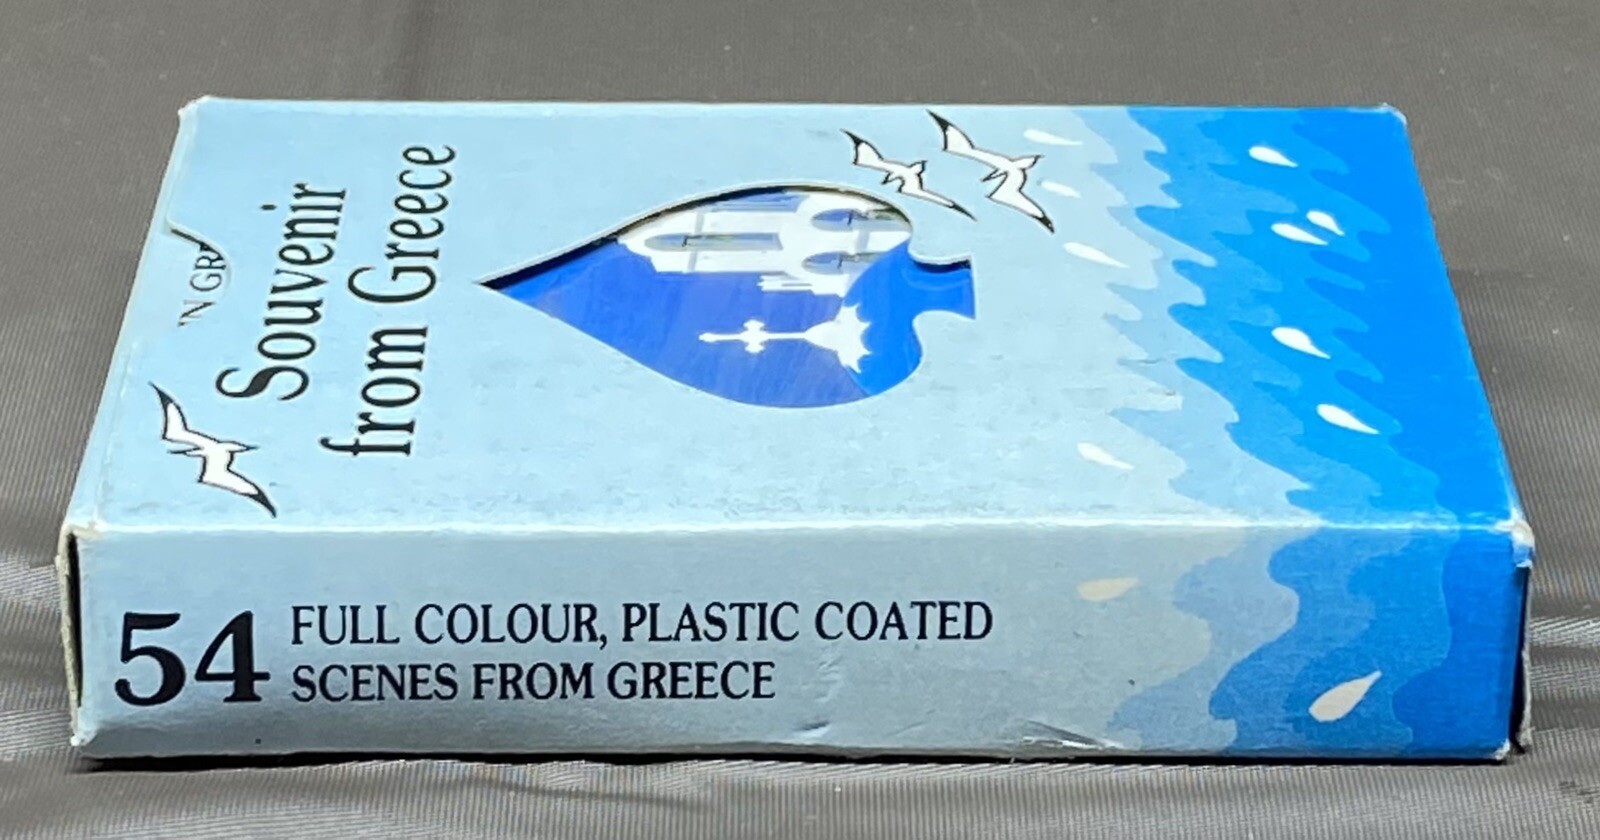 Souvenir
from Greece
54 FULL COLOUR, PLASTIC COATED
SCENES FROM GREECE